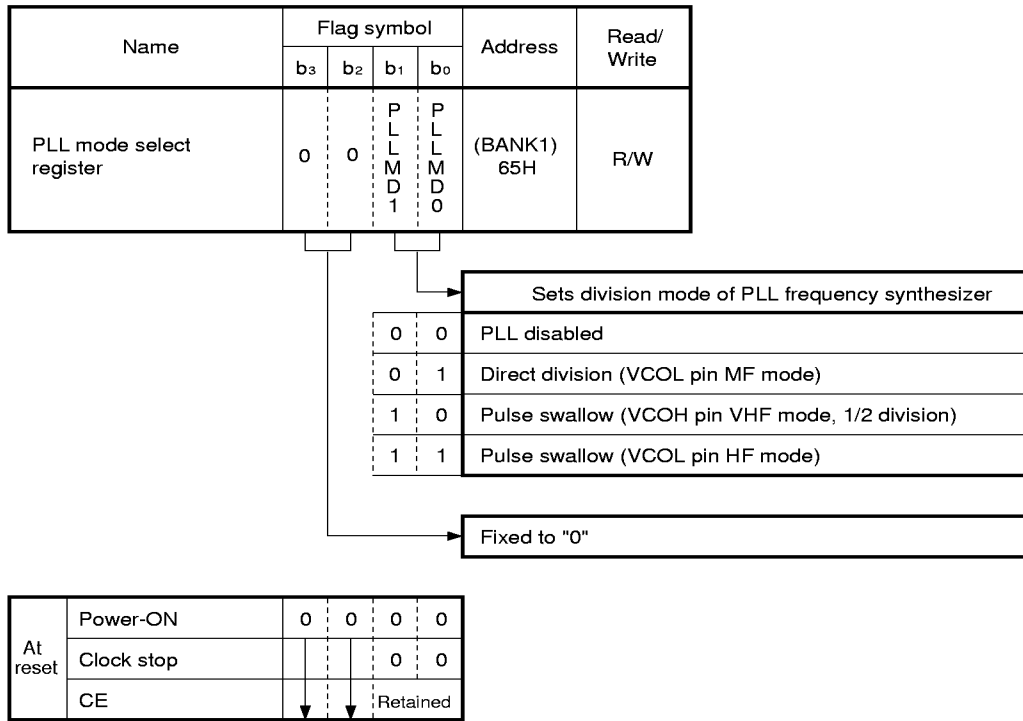 Name
Flag symbol
Address
Read/
Write
b3 b2 b1 b0
PLL mode select
register
0 0
PLLMD1
PLLMD0
(BANK1)
65H
R/W
Sets division mode of PLL frequency synthesizer
0 0 PLL disabled
0 1 Direct division (VCOL pin MF mode)
1 0 Pulse swallow (VCOH pin VHF mode, 1/2 division)
1 1 Pulse swallow (VCOL pin HF mode)
Fixed to "0"
At
reset
Power-ON 0 0 0 0
Clock stop 0 0
CE Retained